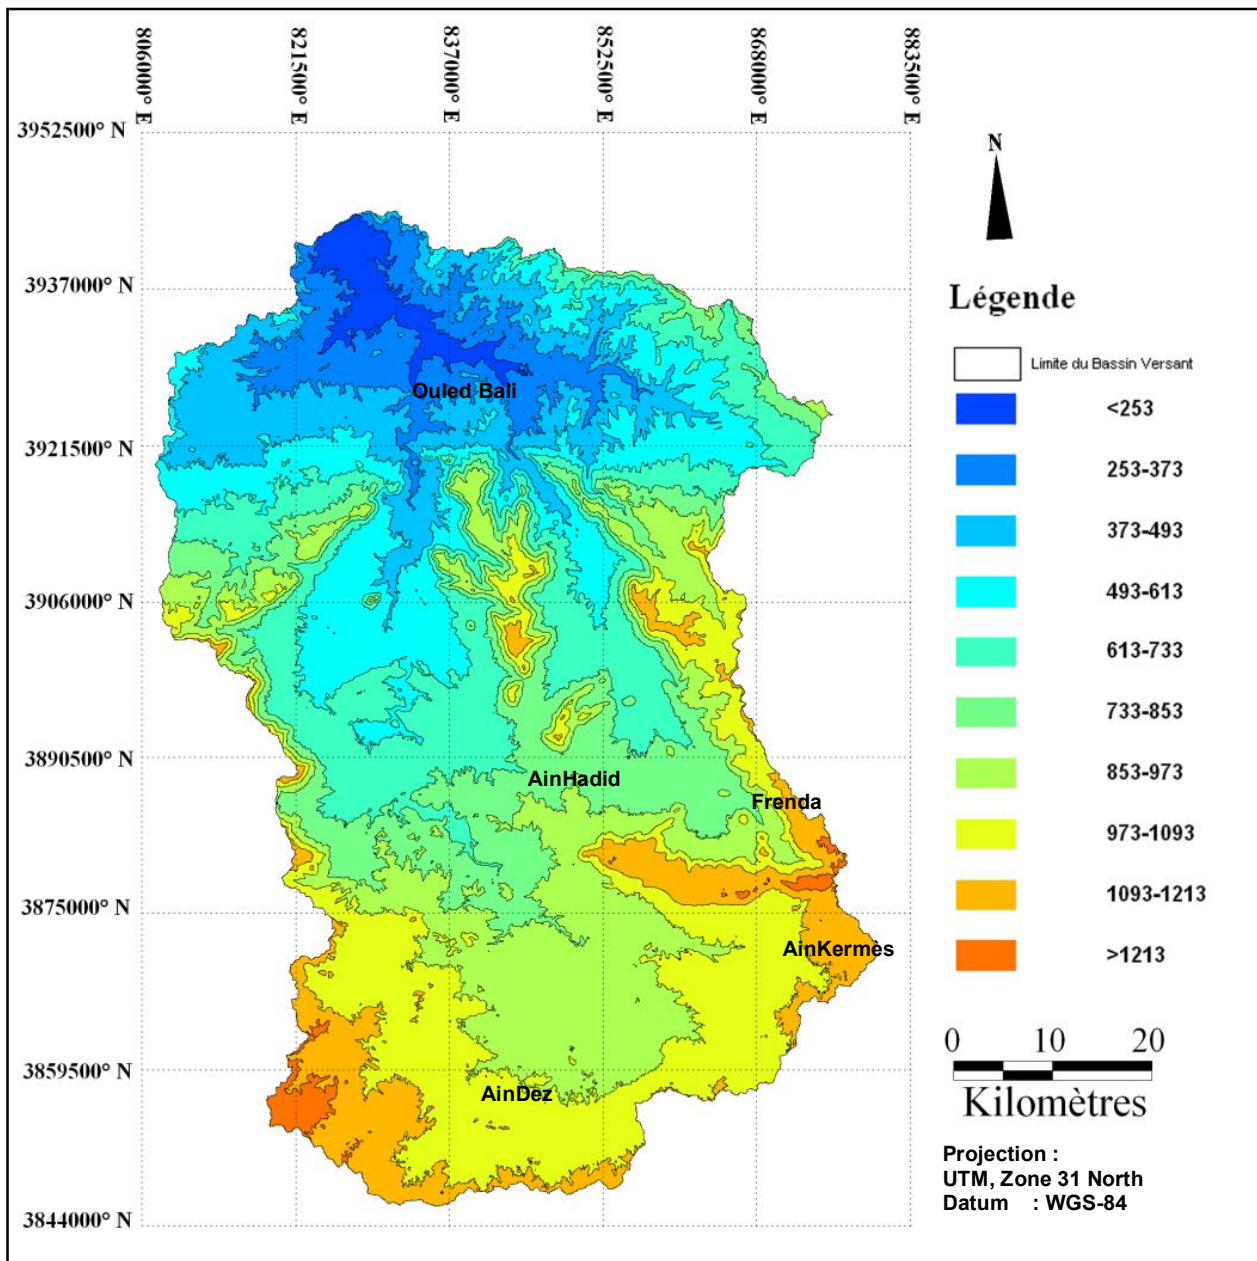 806000° E
821500° E
837000° E
852500° E
868000° E
883500° E
3952500° N
3937000° N
3921500° N
3906000° N
3890500° N
3875000° N
3859500° N
3844000° N
Ouled Bali
AinHadid
Frenda
AinKermès
AinDez
N
Légende
Limite du Bassin Versant
<253
253-373
373-493
493-613
613-733
733-853
853-973
973-1093
1093-1213
>1213
0 10 20
Kilomètres
Projection :
UTM, Zone 31 North
Datum : WGS-84